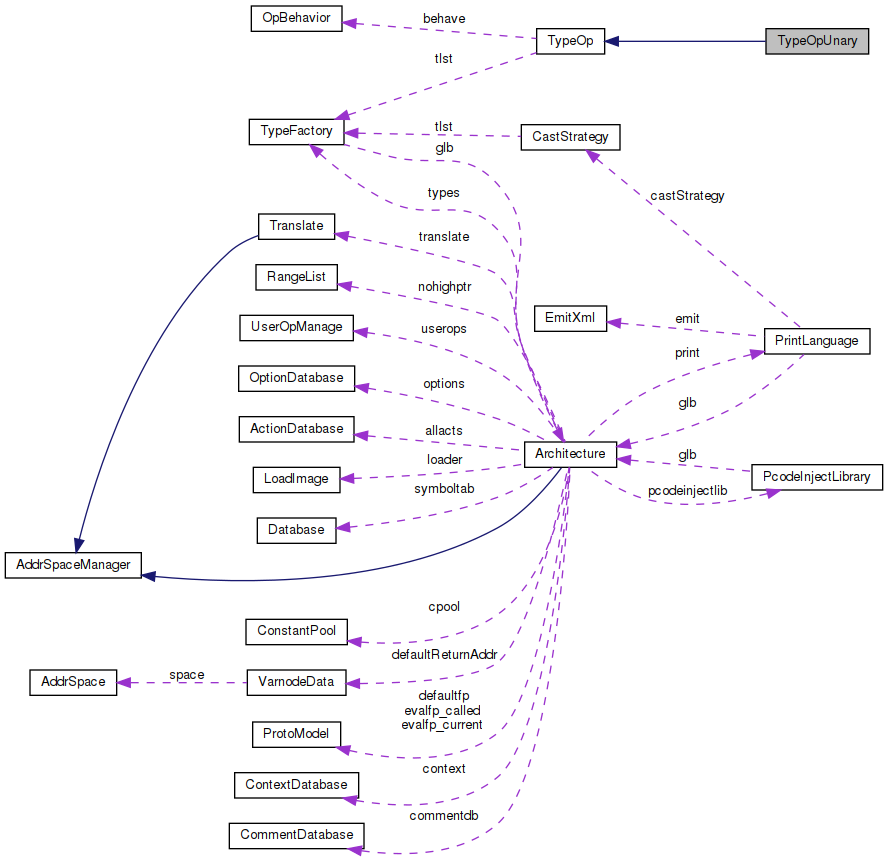 OpBehavior
behave
TypeOp
TypeOpUnary
tlst
TypeFactory
tlst
CastStrategy
glb
types
castStrategy
Translate
translate
RangeList
nohighptr
EmitXml
emit
UserOpManage
userops
PrintLanguage
print
OptionDatabase
options
glb
ActionDatabase
allacts
Architecture
loader
glb
LoadImage
PcodeInjectLibrary
symboltab
pcodeinjectlib
Database
AddrSpaceManager
cpool
ConstantPool
defaultReturnAddr
AddrSpace
space
VarnodeData
defaultfp
evalfp_called
evalfp_current
ProtoModel
context
ContextDatabase
commentdb
CommentDatabase